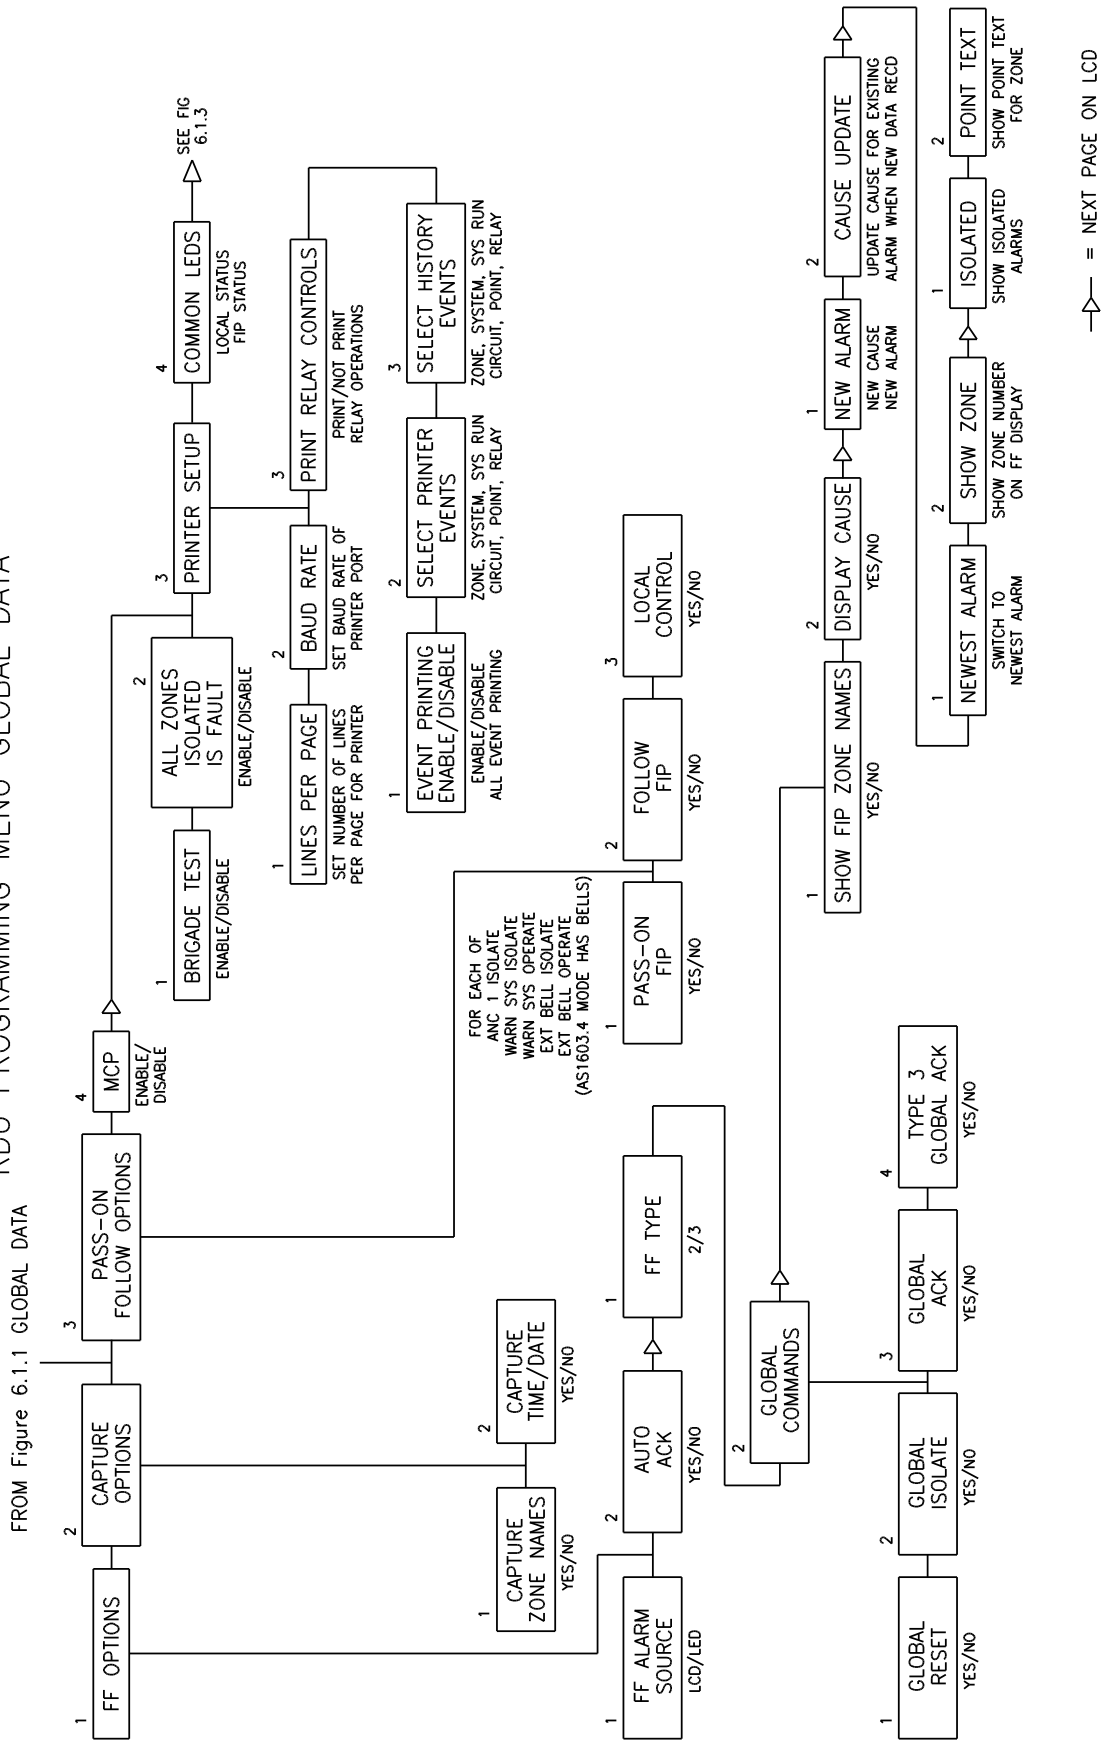 RDU PROGRAMMING MENU GLOBAL DATA
FROM Figure 6.1.1 GLOBAL DATA
1
FF OPTIONS
2
CAPTURE
OPTIONS
3
PASS-ON
FOLLOW OPTIONS
4
MCP
ENABLE/
DISABLE
1
BRIGADE TEST
ENABLE/DISABLE
2
ALL ZONES
ISOLATED
IS FAULT
ENABLE/DISABLE
3
PRINTER SETUP
4
COMMON LEDS
LOCAL STATUS
FIP STATUS
SEE FIG
6.1.3
1
LINES PER PAGE
SET NUMBER OF LINES
PER PAGE FOR PRINTER
2
BAUD RATE
SET BAUD RATE OF
PRINTER PORT
3
PRINT RELAY CONTROLS
PRINT/NOT PRINT
RELAY OPERATIONS
1
EVENT PRINTING
ENABLE/DISABLE
ENABLE/DISABLE
ALL EVENT PRINTING
2
SELECT PRINTER
EVENTS
ZONE, SYSTEM, SYS RUN
CIRCUIT, POINT, RELAY
3
SELECT HISTORY
EVENTS
ZONE, SYSTEM, SYS RUN
CIRCUIT, POINT, RELAY
1
CAPTURE
ZONE NAMES
YES/NO
2
CAPTURE
TIME/DATE
YES/NO
FOR EACH OF
ANC 1 ISOLATE
WARN SYS ISOLATE
WARN SYS OPERATE
EXT BELL ISOLATE
EXT BELL OPERATE
(AS1603.4 MODE HAS BELLS)
1
PASS-ON
FIP
YES/NO
2
FOLLOW
FIP
YES/NO
3
LOCAL
CONTROL
YES/NO
1
FF ALARM
SOURCE
LCD/LED
2
AUTO
ACK
YES/NO
1
FF TYPE
2/3
2
GLOBAL
COMMANDS
1
SHOW FIP ZONE NAMES
YES/NO
2
DISPLAY CAUSE
YES/NO
1
NEW ALARM
NEW CAUSE
NEW ALARM
2
CAUSE UPDATE
UPDATE CAUSE FOR EXISTING
ALARM WHEN NEW DATA RECD
1
GLOBAL
RESET
YES/NO
2
GLOBAL
ISOLATE
YES/NO
3
GLOBAL
ACK
YES/NO
4
TYPE 3
GLOBAL ACK
YES/NO
1
NEWEST ALARM
SWITCH TO
NEWEST ALARM
2
SHOW ZONE
SHOW ZONE NUMBER
ON FF DISPLAY
1
ISOLATED
SHOW ISOLATED
ALARMS
2
POINT TEXT
SHOW POINT TEXT
FOR ZONE
= NEXT PAGE ON LCD